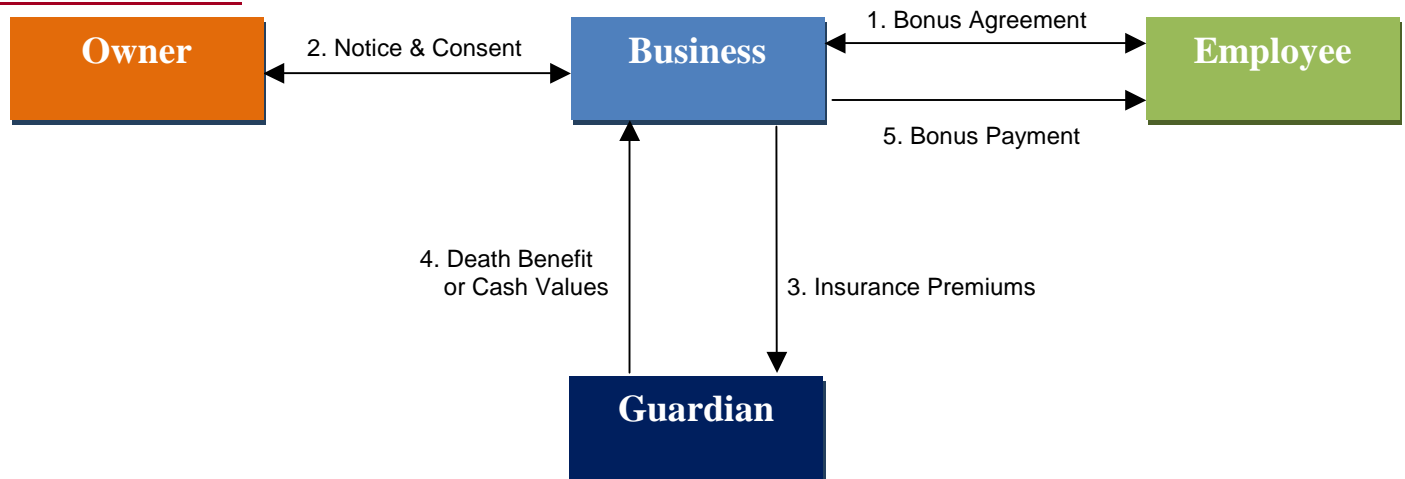 1. Bonus Agreement
Owner
2. Notice & Consent
Business
Employee
5. Bonus Payment
4. Death Benefit
or Cash Values
3. Insurance Premiums
Guardian